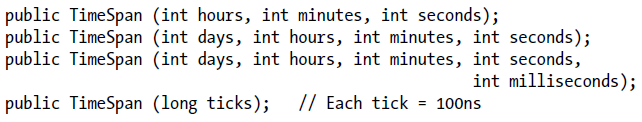 public TimeSpan (int hours, int minutes, int seconds);
public TimeSpan (int days, int hours, int minutes, int seconds);
public TimeSpan (int days, int hours, int minutes, int seconds,
int milliseconds);
public TimeSpan (long ticks);   // Each tick = 100ns